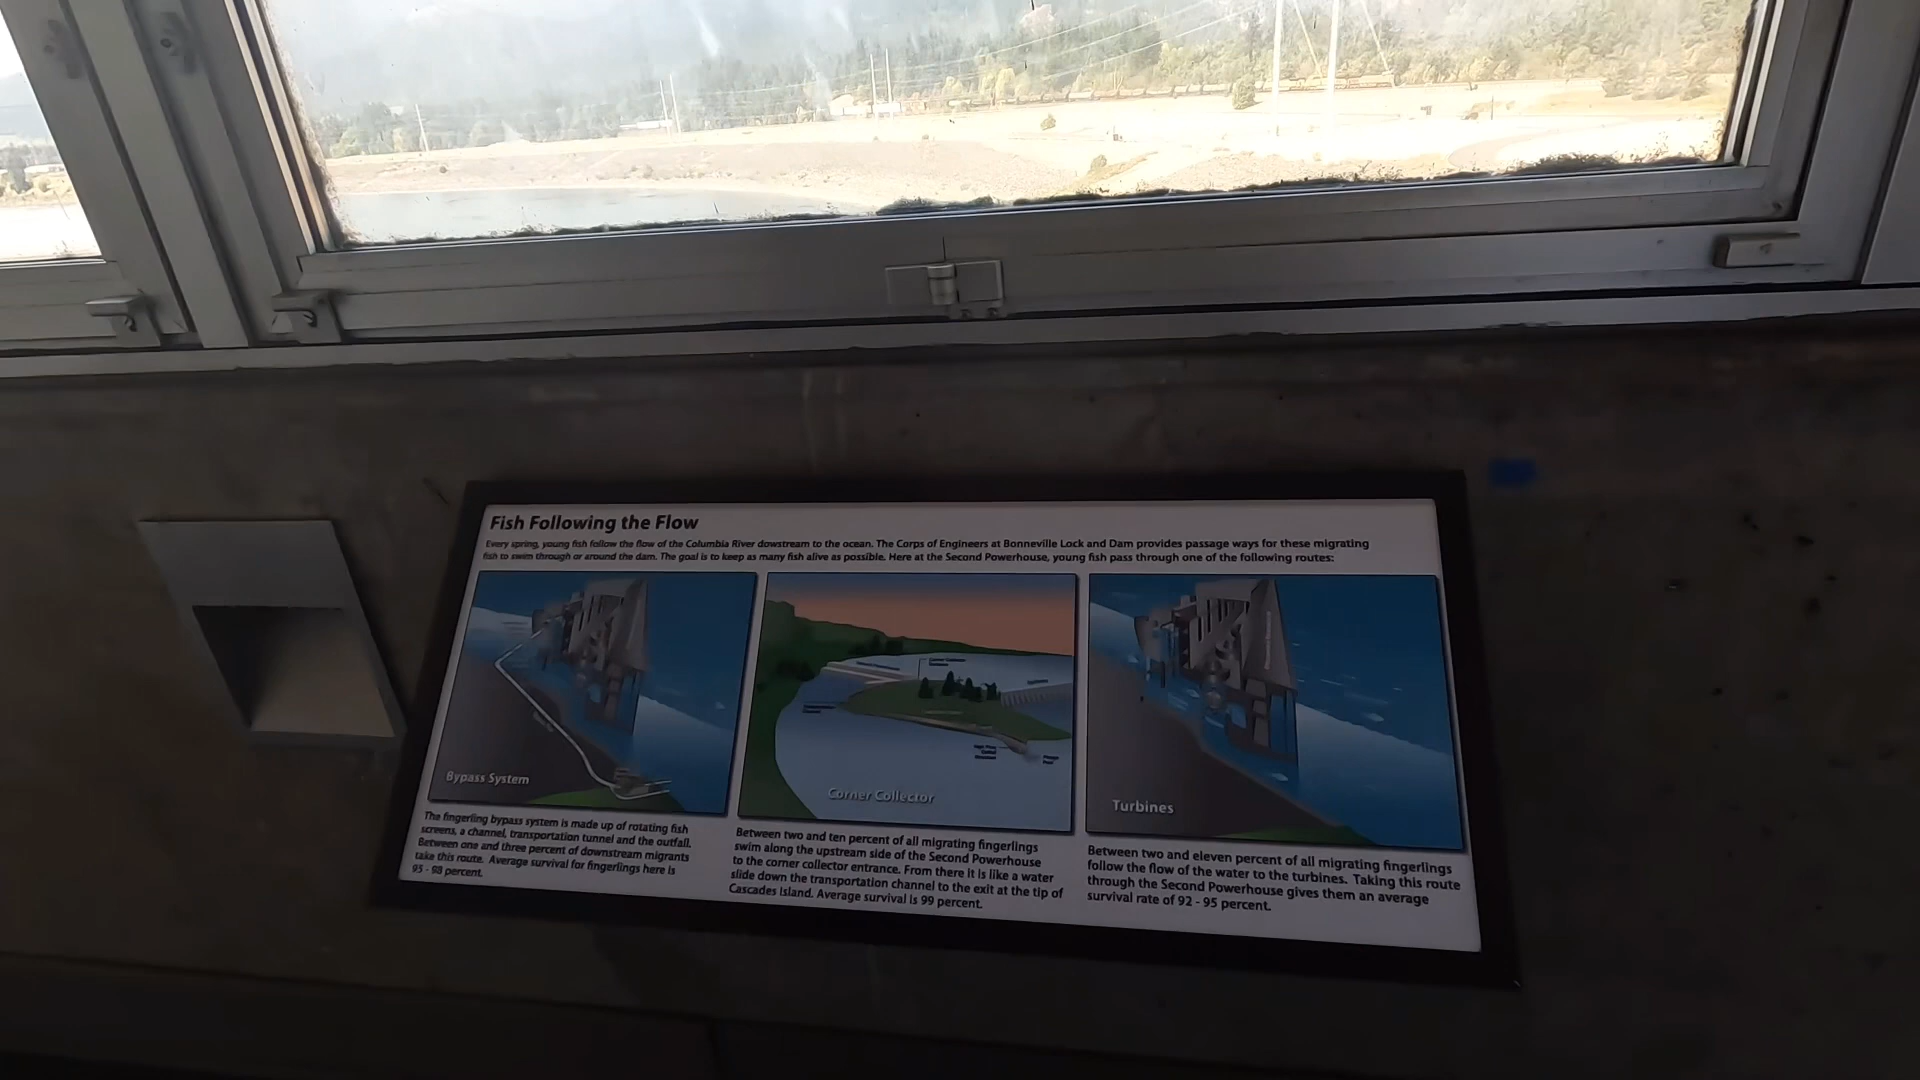 Fish Following the Flow
Every spring, young fish follow the flow of the Columbia River dowstream to the ocean. The Corps of Engineers at Bonneville Lock and Dam provides passage ways for these migrating
fish to swim through or around the dam. The goal is to keep as many fish alive as possible. Here at the Second Powerhouse, young fish pass through one of the following routes:
Bypass System
The fingerling bypass system is made up of rotating fish
screens, a channel, transportation tunnel and the outfall.
Between one and three percent of downstream migrants
take this route. Average survival for fingerlings here is
95 - 98 percent.
Corner Collector
Between two and ten percent of all migrating fingerlings
swim along the upstream side of the Second Powerhouse
to the corner collector entrance. From there it is like a water
slide down the transportation channel to the exit at the tip of
Cascades Island. Average survival is 99 percent.
Turbines
Between two and eleven percent of all migrating fingerlings
follow the flow of the water to the turbines. Taking this route
through the Second Powerhouse gives them an average
survival rate of 92 - 95 percent.